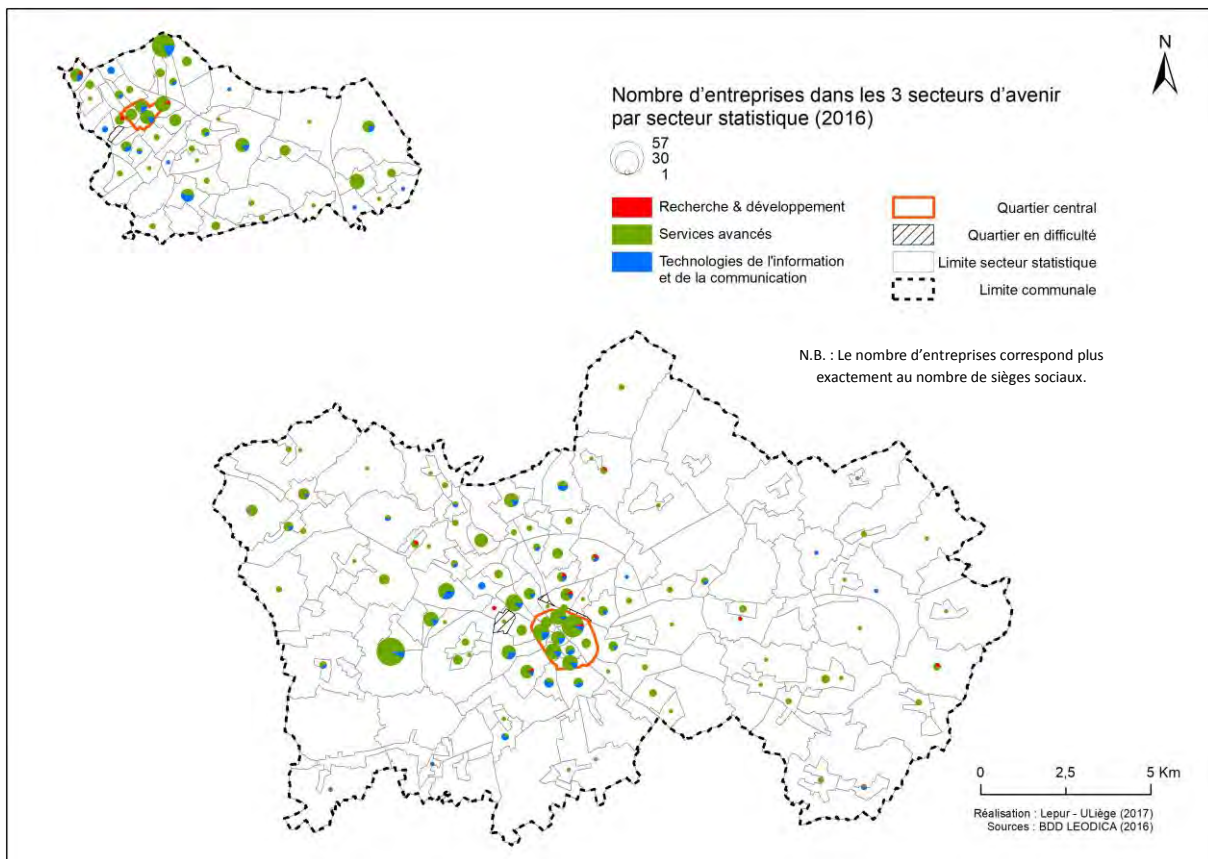 N
Nombre d'entreprises dans les 3 secteurs d'avenir
par secteur statistique (2016)
57
30
1
Recherche & développement
Services avancés
Technologies de l'information
et de la communication
Quartier central
Quartier en difficulté
Limite secteur statistique
Limite communale
N.B. : Le nombre d'entreprises correspond plus
exactement au nombre de sièges sociaux.
0 2,5 5 Km
Réalisation : Lepur - ULiège (2017)
Sources : BDD LEODICA (2016)